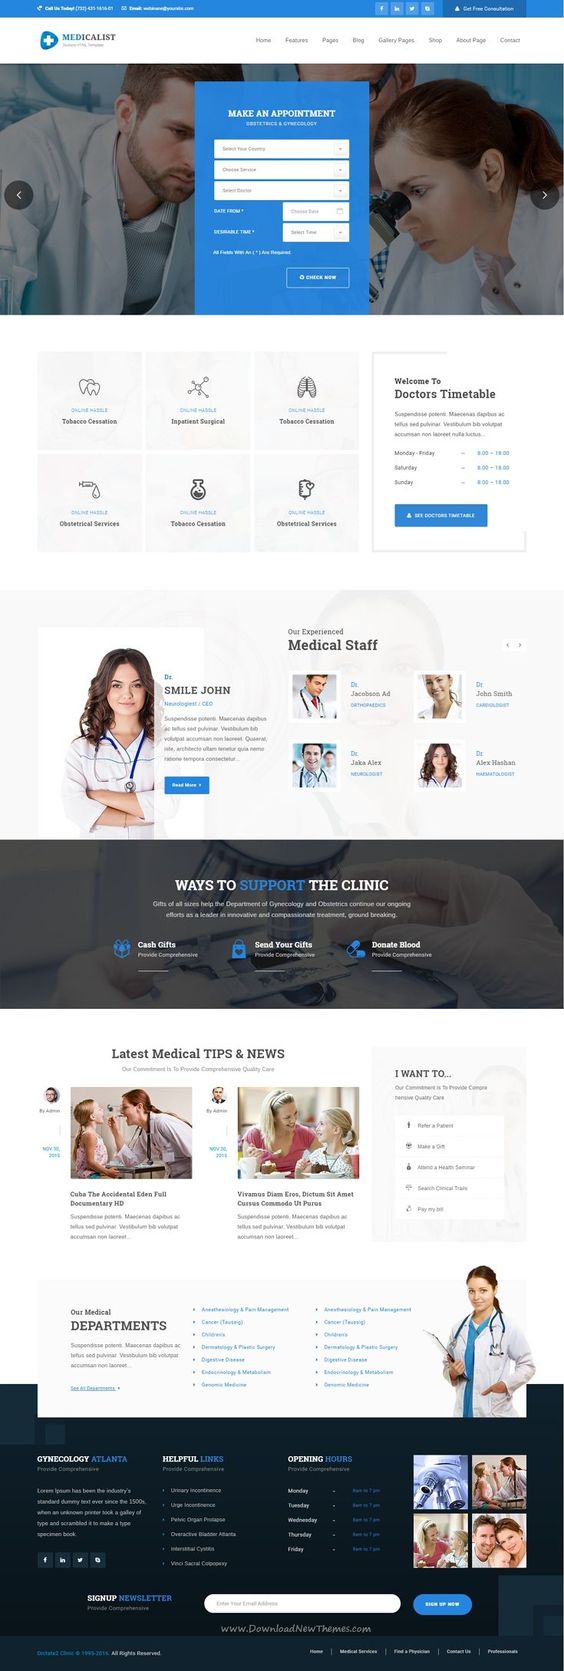 Call Us Today! (732) 431-1616-01
Email: webinane@yoursite.com
Get Free Consultation
MEDICALIST
Doctors HTML Template
Home Features Pages Blog Gallery Pages Shop About Page Contact
MAKE AN APPOINTMENT
OBSTETRICS & GYNECOLOGY
Select Your Country
Choose Service
Select Doctor
DATE FROM * Choose Date
DESIRABLE TIME * Select Time
All Fields With An ( * ) Are Required
CHECK NOW
ONLINE HASSLE
Tobacco Cessation
ONLINE HASSLE
Inpatient Surgical
ONLINE HASSLE
Tobacco Cessation
ONLINE HASSLE
Obstetrical Services
ONLINE HASSLE
Tobacco Cessation
ONLINE HASSLE
Obstetrical Services
Welcome To
Doctors Timetable
Suspendisse potenti. Maecenas dapibus ac
tellus sed pulvinar. Vestibulum bib volutpat
accumsan non laoreet nulla luctus...
Monday - Friday – 8.00 – 18.00
Saturday – 8.00 – 18.00
Sunday – 8.00 – 18.00
SEE DOCTORS TIMETABLE
Dr.
SMILE JOHN
Neurologiest / CEO
Suspendisse potenti. Maecenas dapibus
ac tellus sed pulvinar. Vestibulum bib
volutpat accumsan non laoreet. Quaerat,
iste, architecto ullam tenetur quia nemo
ratione tempora consectetur...
Read More
Our Experienced
Medical Staff
Dr.
Jacobson Ad
ORTHOPAEDICS
Dr.
John Smith
CARDIOLOGIST
Dr.
Jaka Alex
NEUROLOGIST
Dr.
Alex Hashan
HAEMATOLOGIST
WAYS TO SUPPORT THE CLINIC
Gifts of all sizes help the Department of Gynecology and Obstetrics continue our ongoing
efforts as a leader in innovative and compassionate treatment, ground breaking.
Cash Gifts
Provide Comprehensive
Send Your Gifts
Provide Comprehensive
Donate Blood
Provide Comprehensive
Latest Medical TIPS & NEWS
Our Commitment Is To Provide Comprehensive Quality Care
By Admin
NOV 30,
2015
Cuba The Accidental Eden Full
Documentary HD
Suspendisse potenti. Maecenas dapibus ac
tellus sed pulvinar. Vestibulum bib volutpat
accumsan non laoreet...
By Admin
NOV 30,
2015
Vivamus Diam Eros, Dictum Sit Amet
Cursus Commodo Ut Purus
Suspendisse potenti. Maecenas dapibus ac
tellus sed pulvinar. Vestibulum bib volutpat
accumsan non laoreet...
I WANT TO...
Our Commitment Is To Provide Compre
hensive Quality Care
Refer a Patient
Make a Gift
Attend a Health Seminar
Search Clinical Trails
Pay my bill
Our Medical
DEPARTMENTS
Suspendisse potenti. Maecenas dapibus ac
tellus sed pulvinar. Vestibulum bib volutpat
accumsan non laoreet...
See All Departments
Anesthesiology & Pain Management
Cancer (Taussig)
Children's
Dermatology & Plastic Surgery
Digestive Disease
Endocrinology & Metabolism
Genomic Medicine
Anesthesiology & Pain Management
Cancer (Taussig)
Children's
Dermatology & Plastic Surgery
Digestive Disease
Endocrinology & Metabolism
Genomic Medicine
GYNECOLOGY ATLANTA
Provide Comprehensive
Lorem Ipsum has been the industry's
standard dummy text ever since the 1500s,
when an unknown printer took a galley of
type and scrambled it to make a type
specimen book.
HELPFUL LINKS
Provide Comprehensive
Urinary Incontinence
Urge Incontinence
Pelvic Organ Prolapse
Overactive Bladder Atlanta
Interstitial Cystitis
Vinci Sacral Colpopexy
OPENING HOURS
Provide Comprehensive
Monday - 8am to 7 pm
Tuesday - 8am to 7 pm
Wednesday - 8am to 7 pm
Thursday - 8am to 7 pm
Friday - 8am to 7 pm
SIGNUP NEWSLETTER
Provide Comprehensive
Enter Your Email Address
SIGN UP NOW
www.DownloadNewThemes.com
Dictate2 Clinic © 1995-2016. All Rights Reserved.
Home | Medical Services | Find a Physician | Contact Us | Professionals